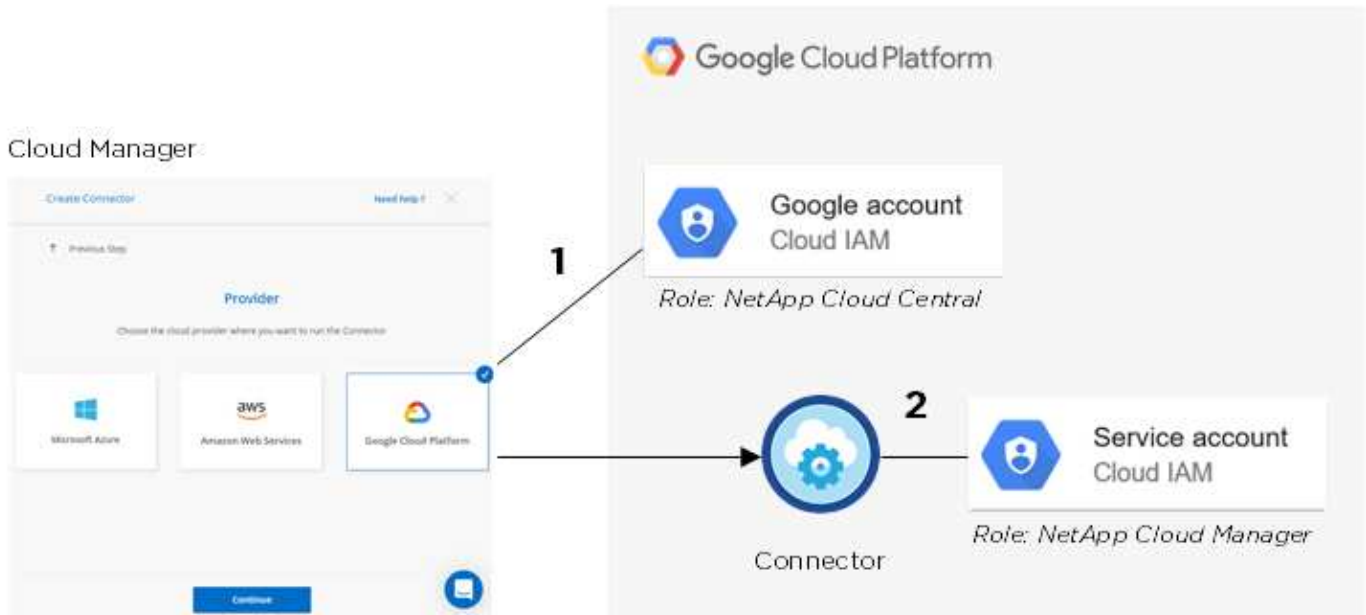 Google Cloud Platform
Cloud Manager
Create Connector
Need help ?
Previous Step
Provider
Choose the cloud provider where you want to run the Connector
Microsoft Azure
aws
Amazon Web Services
Google Cloud Platform
Continue
1
Google account
Cloud IAM
Role: NetApp Cloud Central
Connector
2
Service account
Cloud IAM
Role: NetApp Cloud Manager